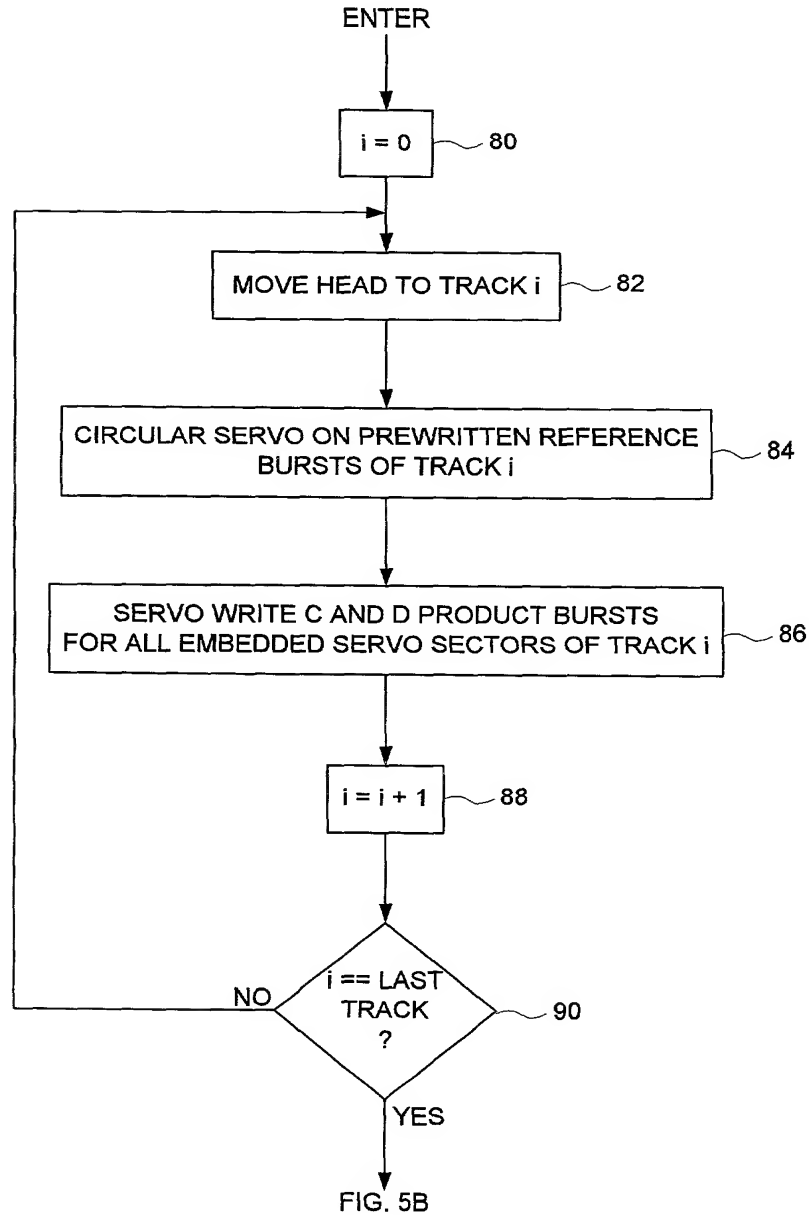 ENTER
i = 0
80
MOVE HEAD TO TRACK i
82
CIRCULAR SERVO ON PREWRITTEN REFERENCE
BURSTS OF TRACK i
84
SERVO WRITE C AND D PRODUCT BURSTS
FOR ALL EMBEDDED SERVO SECTORS OF TRACK i
86
i = i + 1
88
i == LAST
TRACK
?
90
NO
YES
FIG. 5B